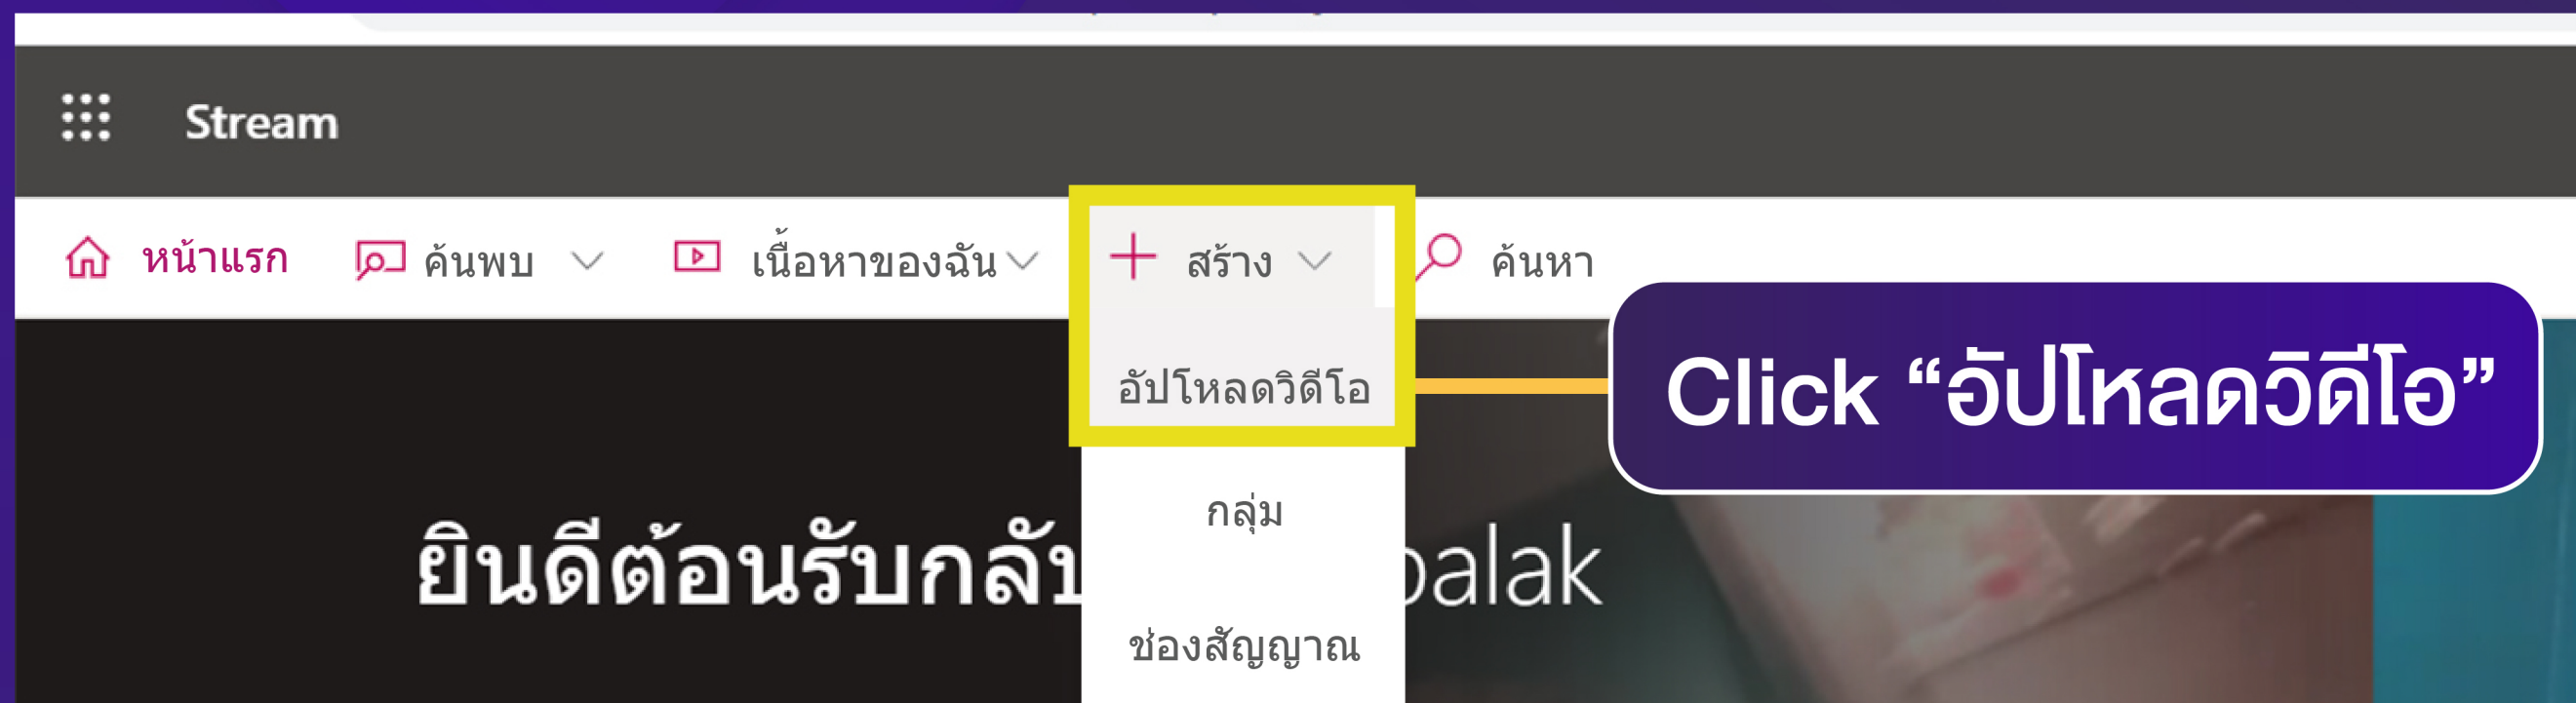 Stream
หน้าแรก ค้นพบ เนื้อหาของฉัน สร้าง ค้นหา
อัปโหลดวิดีโอ
Click “อัปโหลดวิดีโอ”
กลุ่ม
ยินดีต้อนรับกลับ
ช่องสัญญาณ